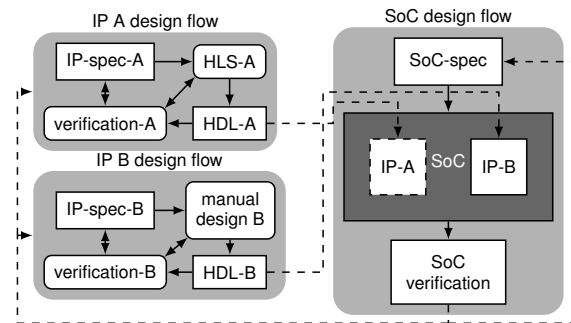 IP A design flow
IP-spec-A
HLS-A
verification-A
HDL-A
IP B design flow
IP-spec-B
manual
design B
verification-B
HDL-B
SoC design flow
SoC-spec
IP-A
SoC
IP-B
SoC
verification